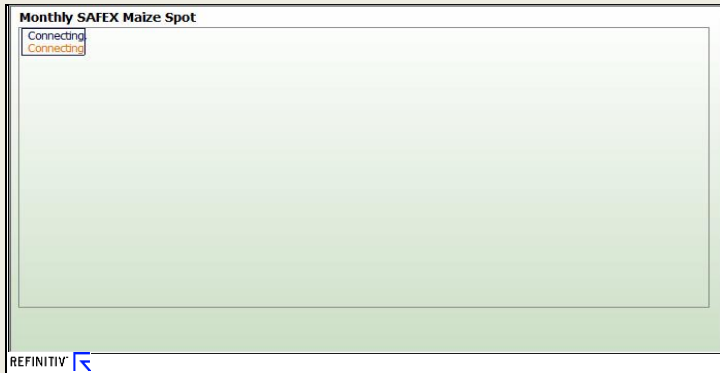 Monthly SAFEX Maize Spot
Connecting.
Connecting
REFINITIV